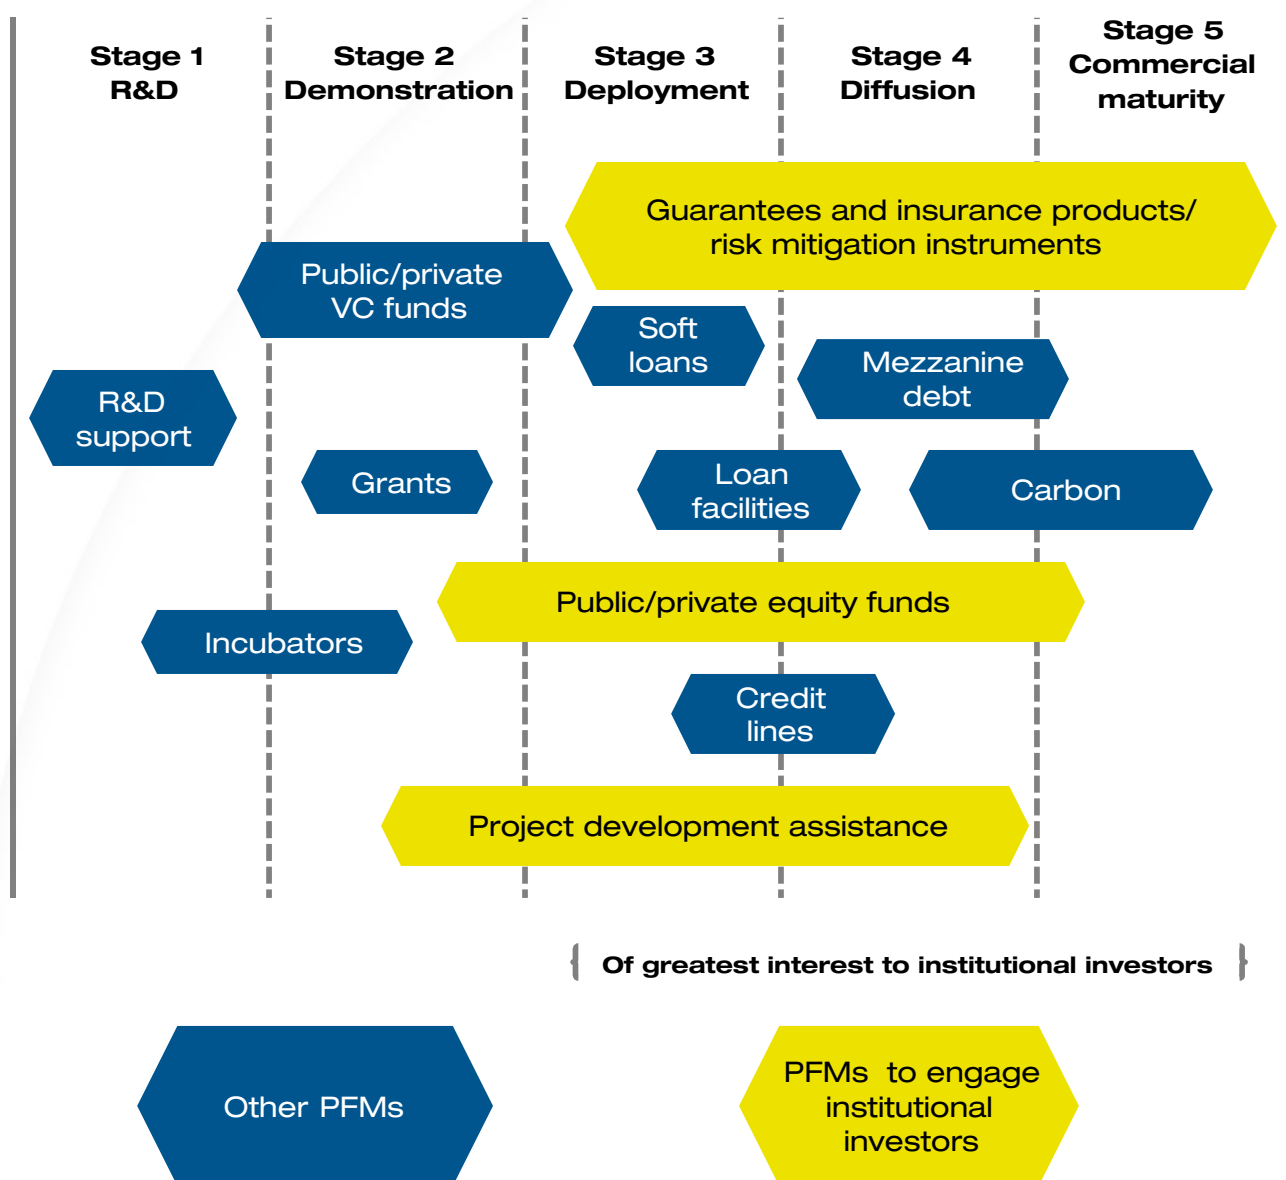 Stage 1
R&D
Stage 2
Demonstration
Stage 3
Deployment
Stage 4
Diffusion
Stage 5
Commercial
maturity
Guarantees and insurance products/
risk mitigation instruments
Public/private
VC funds
Soft
loans
Mezzanine
debt
R&D
support
Grants
Loan
facilities
Carbon
Public/private equity funds
Incubators
Credit
lines
Project development assistance
{ Of greatest interest to institutional investors }
Other PFMs
PFMs to engage
institutional
investors